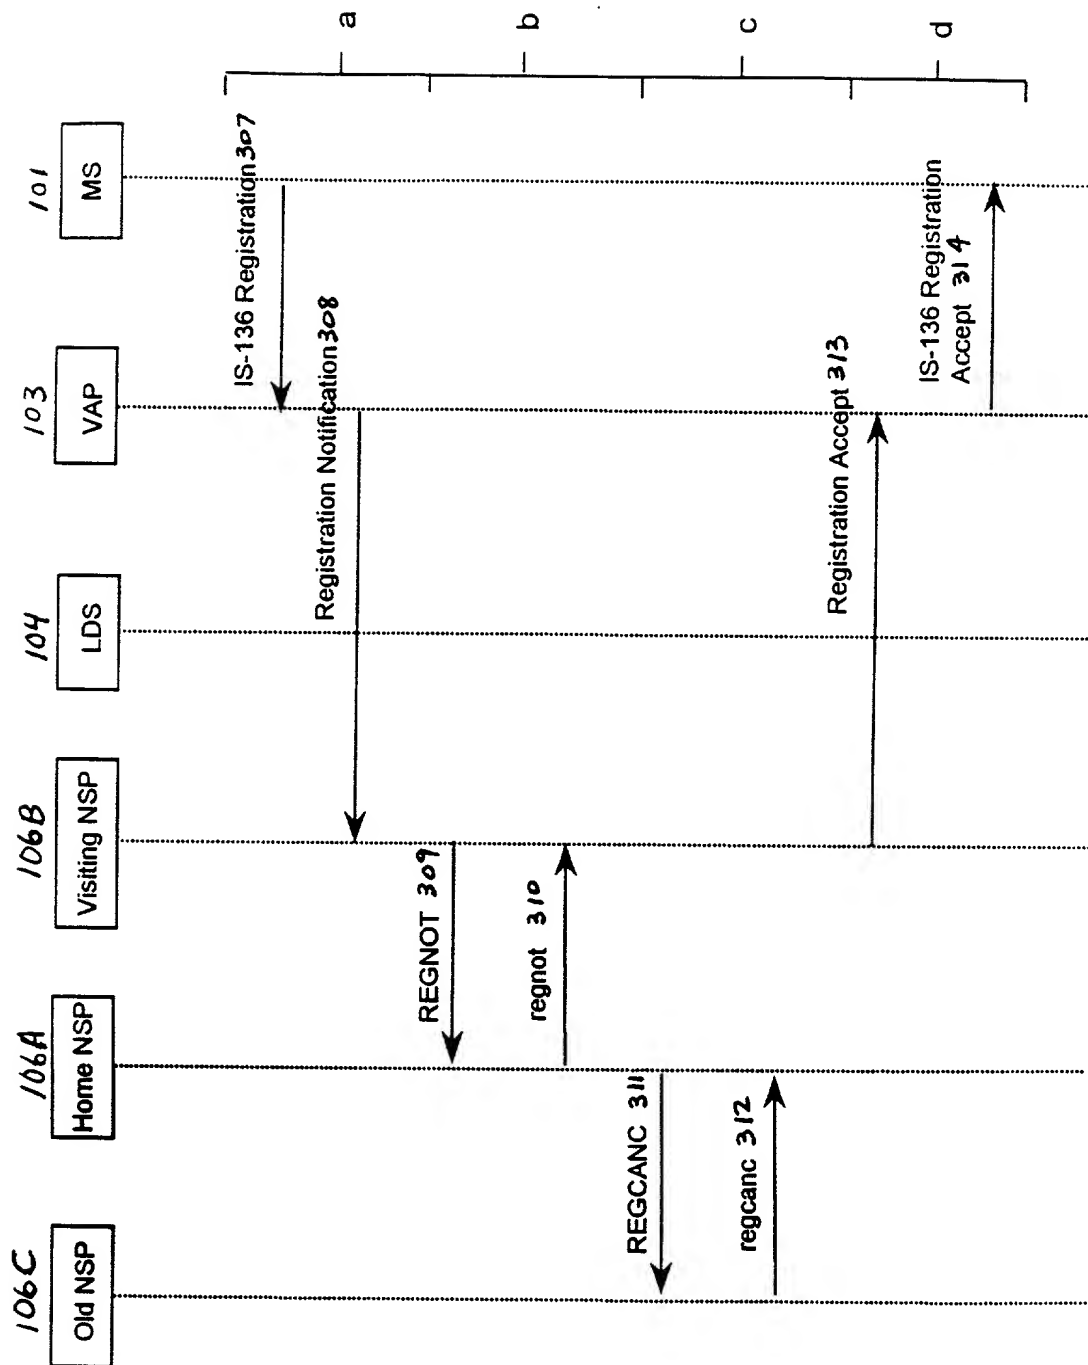 106C
Old NSP
106A
Home NSP
106B
Visiting NSP
104
LDS
103
VAP
101
MS
IS-136 Registration 307
a
Registration Notification 308
REGNOT 309
b
regnot 310
REGCANC 311
c
regcanc 312
Registration Accept 313
d
IS-136 Registration
Accept 314